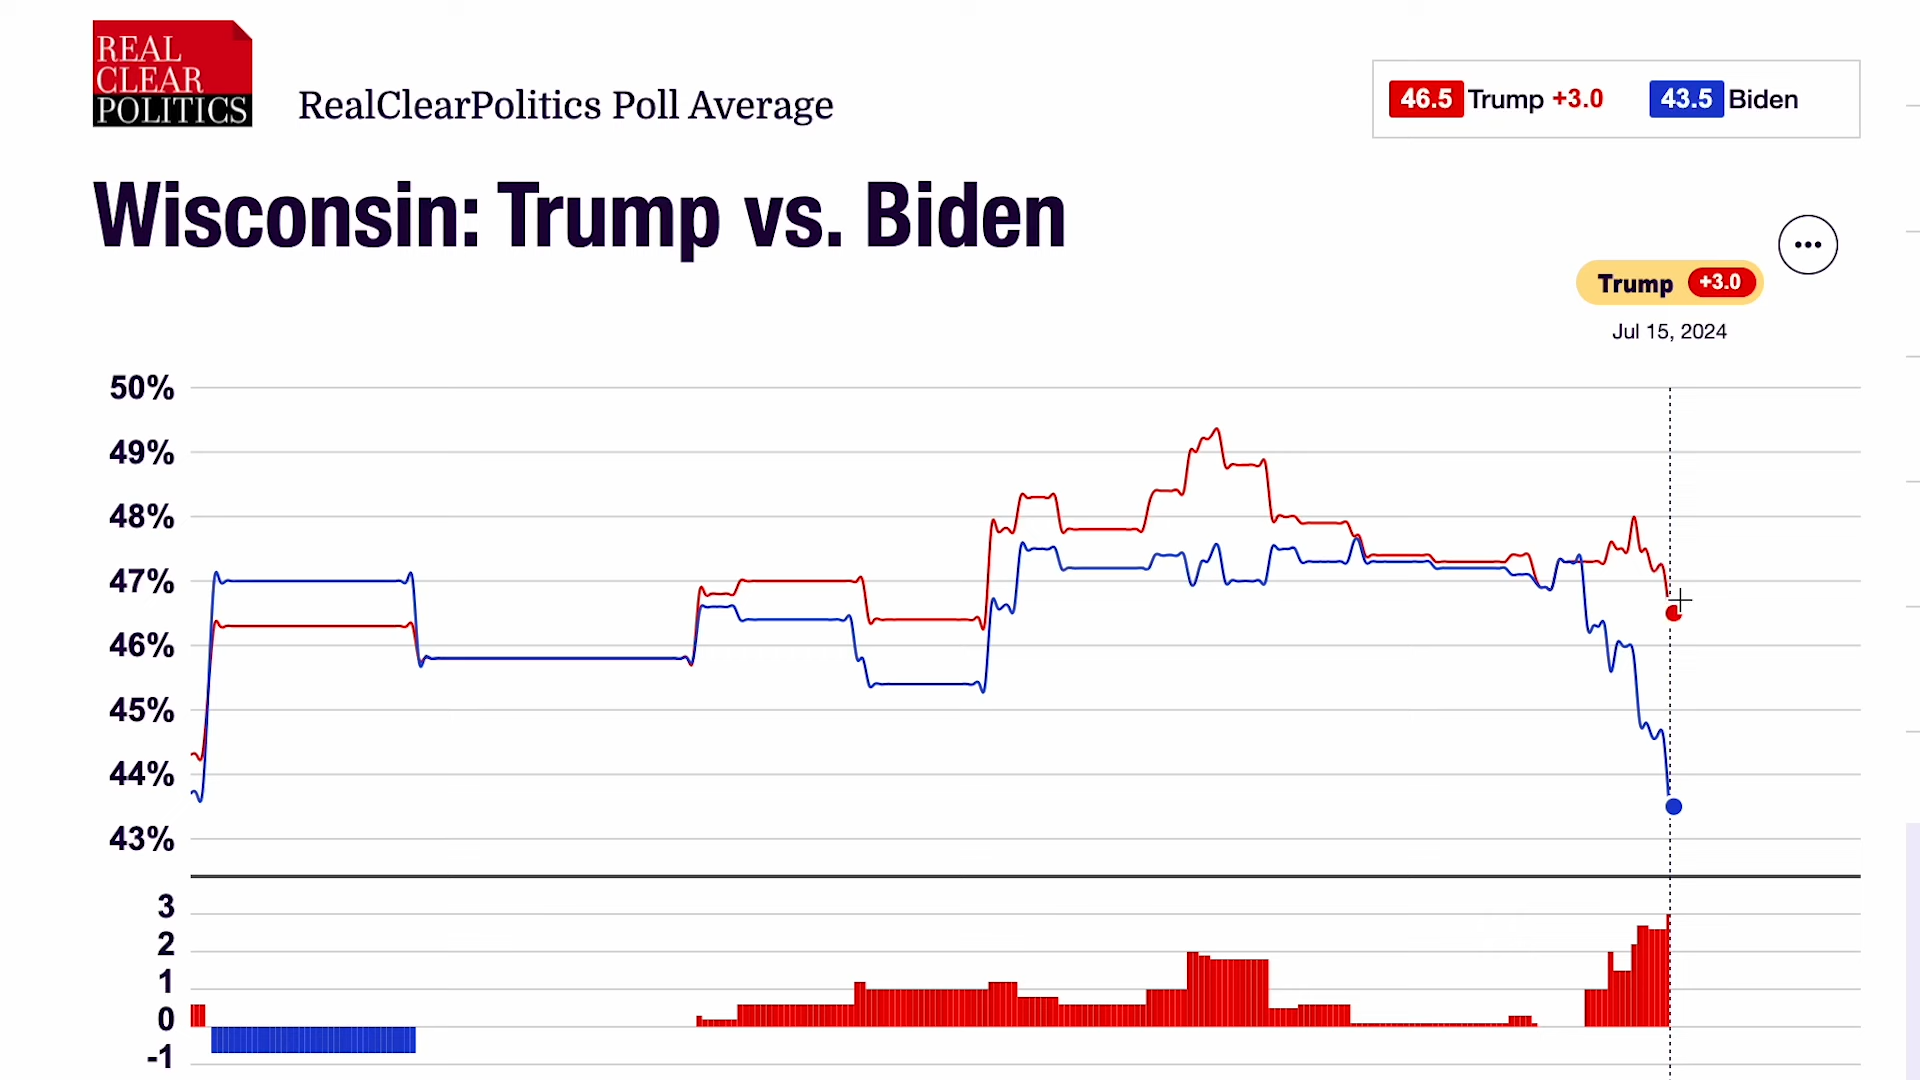 REAL
CLEAR
POLITICS
RealClearPolitics Poll Average
46.5 Trump +3.0 43.5 Biden
Wisconsin: Trump vs. Biden
Trump +3.0
Jul 15, 2024
50%
49%
48%
47%
46%
45%
44%
43%
3
2
1
0
-1